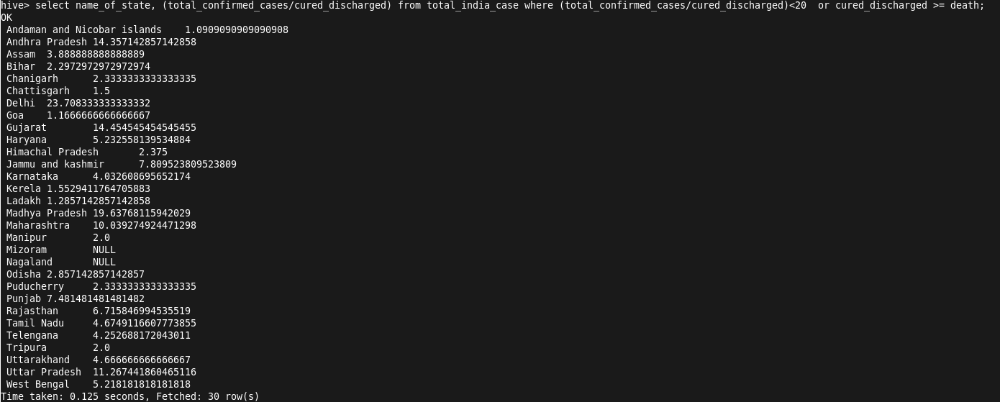 hive> select name_of_state, (total_confirmed_cases/cured_discharged) from total_india_case where (total_confirmed_cases/cured_discharged)<20  or cured_discharged >= death;
OK
Andaman and Nicobar islands    1.0909090909090908
Andhra Pradesh 14.357142857142858
Assam  3.888888888888889
Bihar  2.2972972972972974
Chanigarh      2.3333333333333335
Chattisgarh    1.5
Delhi  23.708333333333332
Goa    1.1666666666666667
Gujarat        14.454545454545455
Haryana        5.232558139534884
Himachal Pradesh       2.375
Jammu and kashmir      7.809523809523809
Karnataka      4.032608695652174
Kerela 1.5529411764705883
Ladakh 1.2857142857142858
Madhya Pradesh 19.63768115942029
Maharashtra    10.039274924471298
Manipur        2.0
Mizoram        NULL
Nagaland       NULL
Odisha 2.857142857142857
Puducherry     2.3333333333333335
Punjab 7.481481481481482
Rajasthan      6.715846994535519
Tamil Nadu     4.6749116607773855
Telengana      4.252688172043011
Tripura        2.0
Uttarakhand    4.666666666666667
Uttar Pradesh  11.267441860465116
West Bengal    5.218181818181818
Time taken: 0.125 seconds, Fetched: 30 row(s)